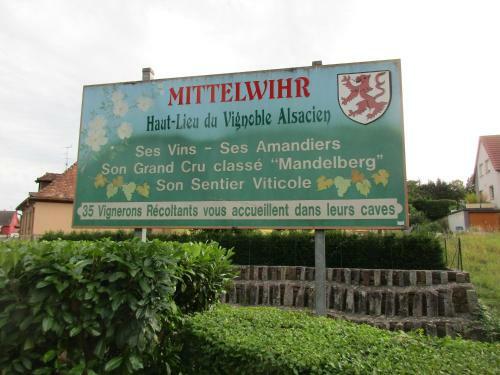 MITTELWIHR
Haut-Lieu du Vignoble Alsacien
Ses Vins - Ses Amandiers
Son Grand Cru classé "Mandelberg"
Son Sentier Viticole
35 Vignerons Récoltants vous accueillent dans leurs caves